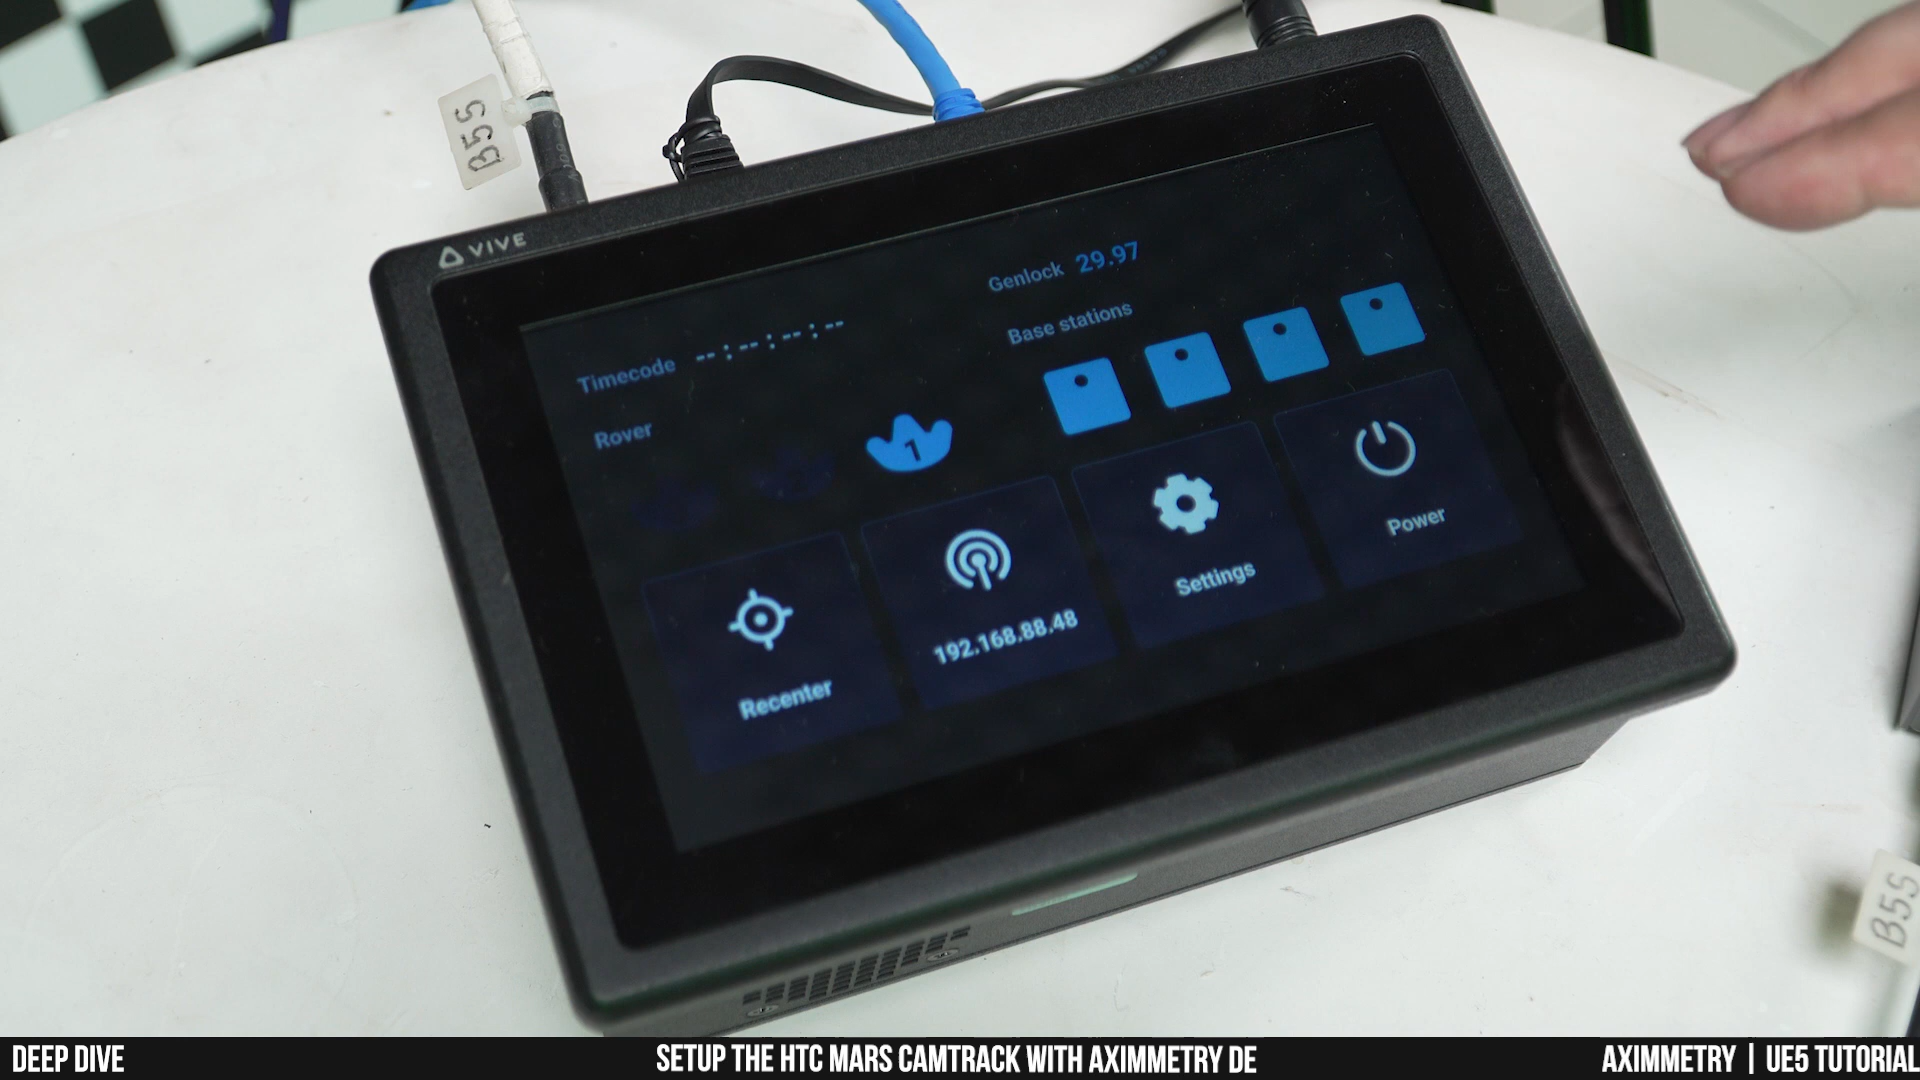 B55
VIVE
Genlock 29.97
Timecode --:--:--:--
Base stations
Rover
1
Recenter
192.168.88.48
Settings
Power
B55
DEEP DIVE
SETUP THE HTC MARS CAMTRACK WITH AXIMMETRY DE
AXIMMETRY | UE5 TUTORIAL